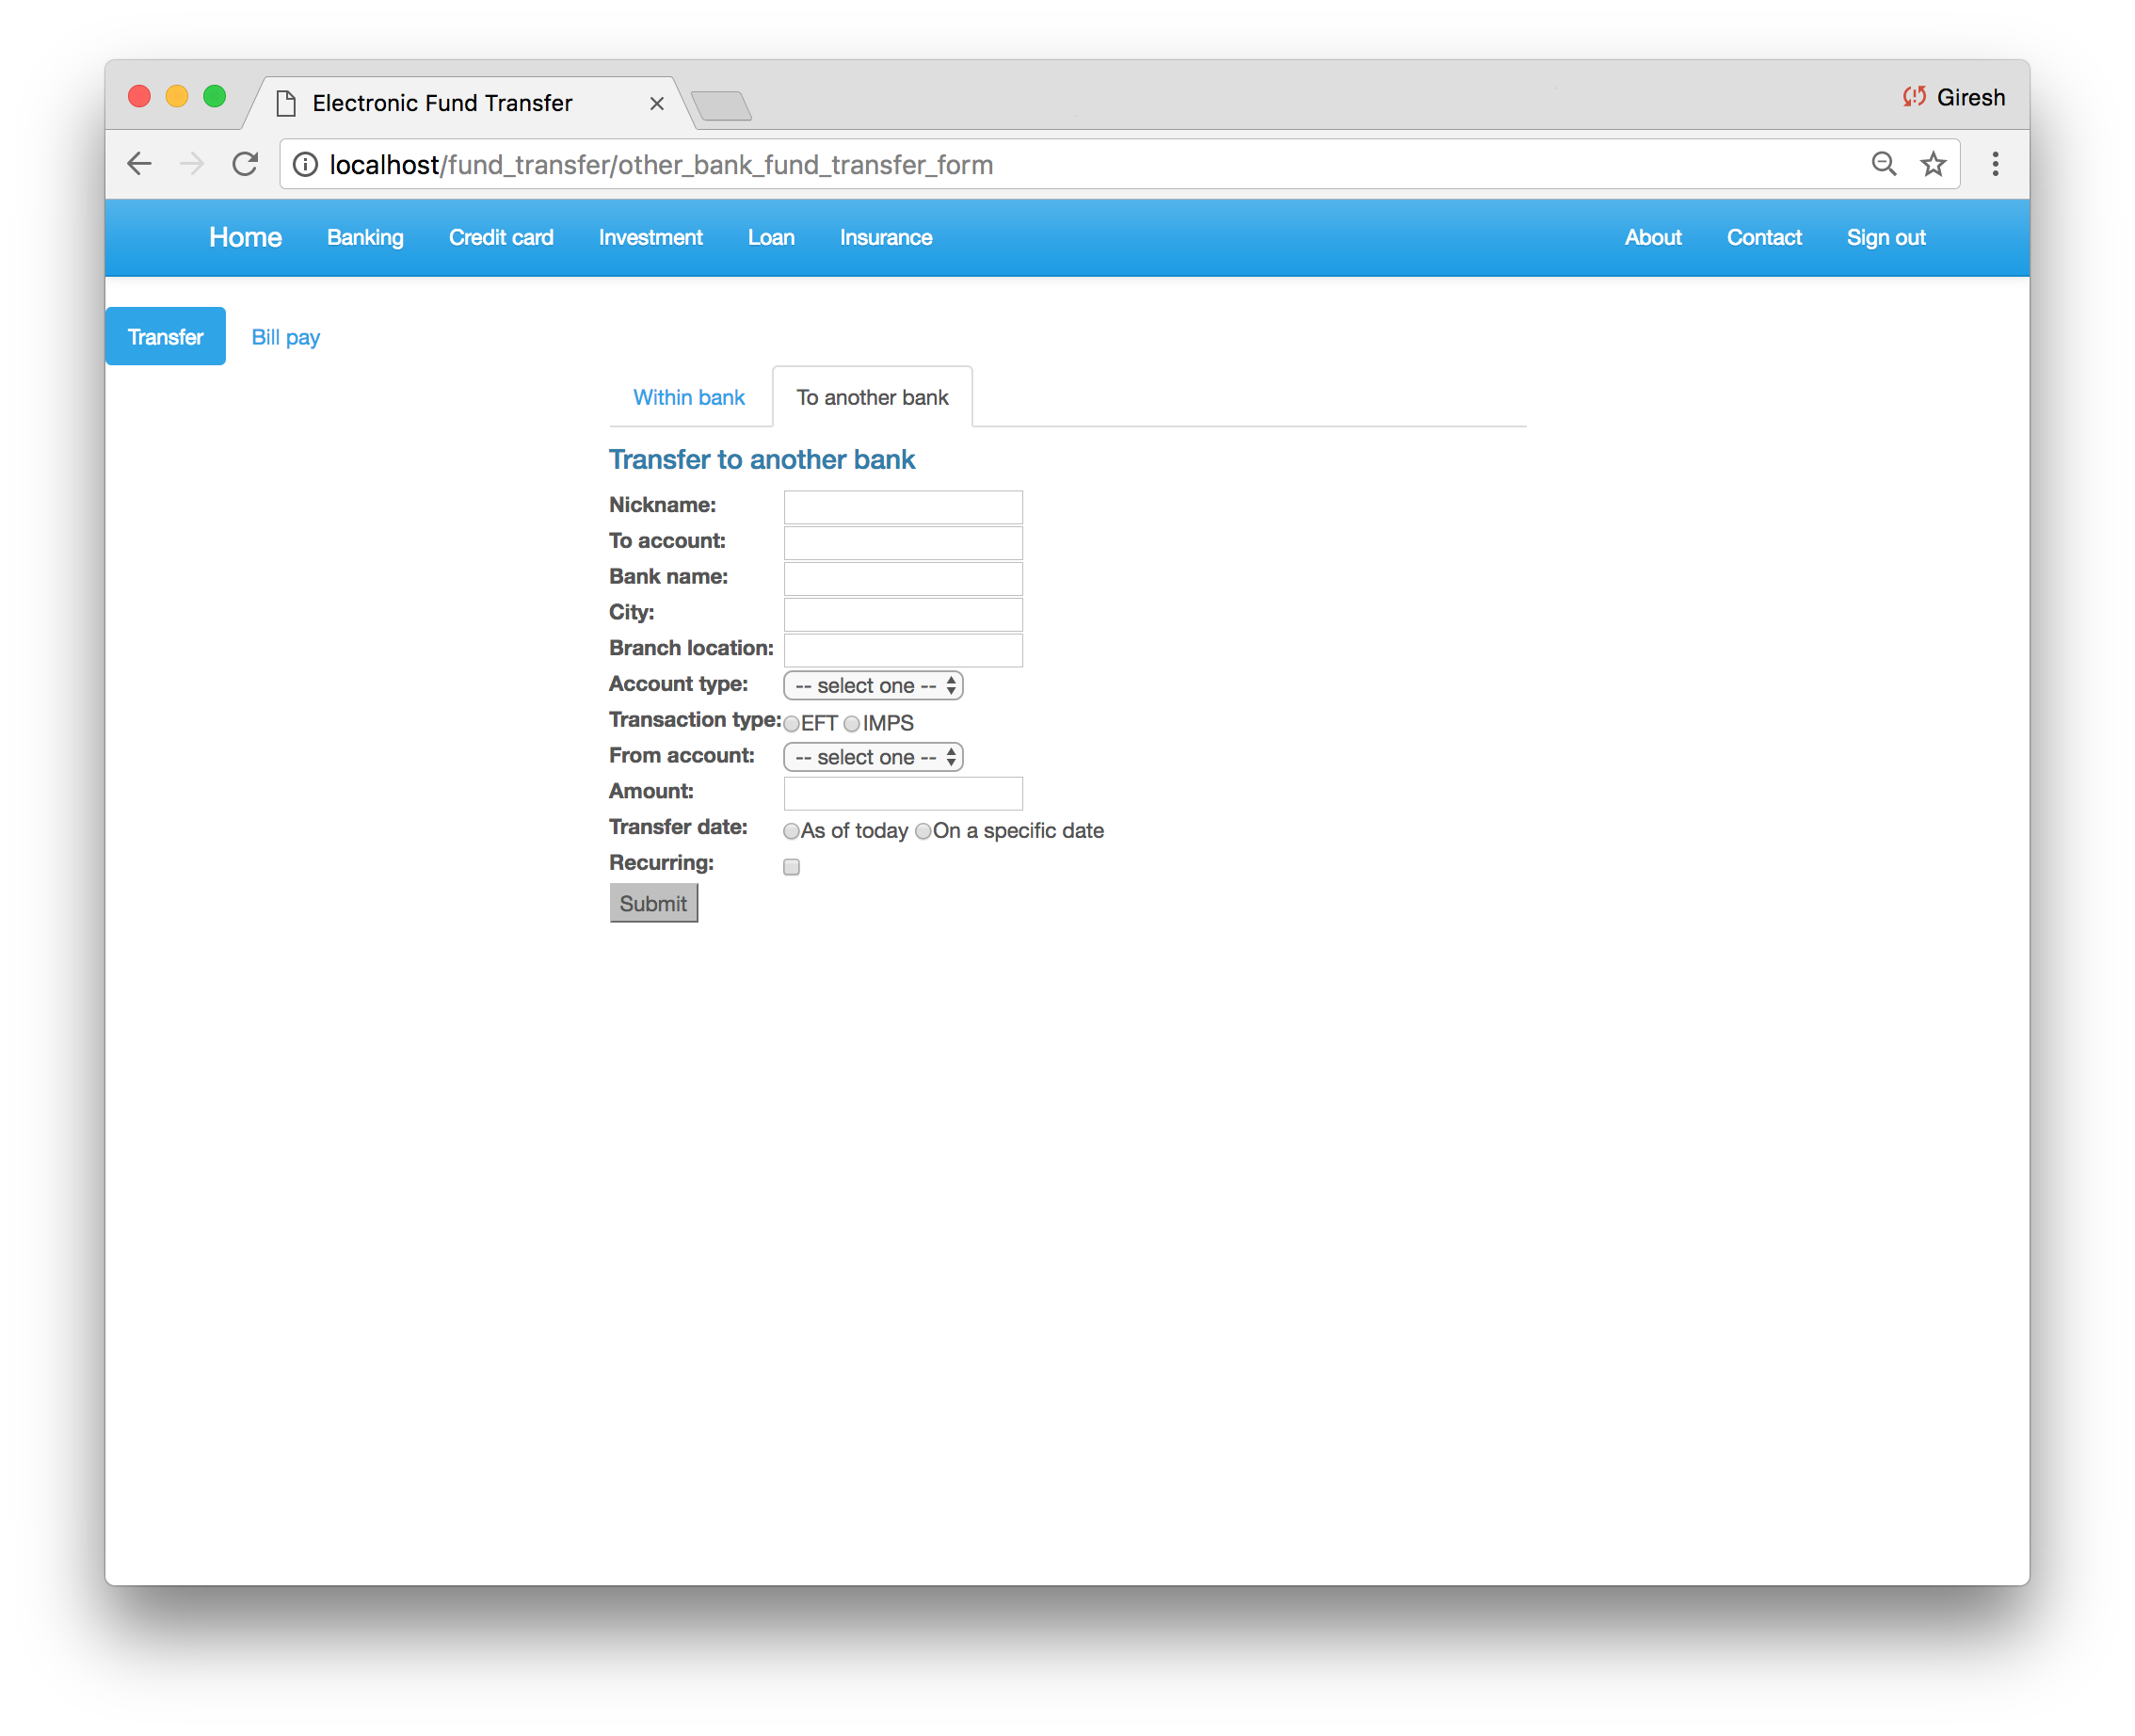 Electronic Fund Transfer
Giresh
localhost/fund_transfer/other_bank_fund_transfer_form
Home Banking Credit card Investment Loan Insurance About Contact Sign out
Transfer Bill pay
Within bank To another bank
Transfer to another bank
Nickname:
To account:
Bank name:
City:
Branch location:
Account type: -- select one --
Transaction type: EFT IMPS
From account: -- select one --
Amount:
Transfer date: As of today On a specific date
Recurring:
Submit